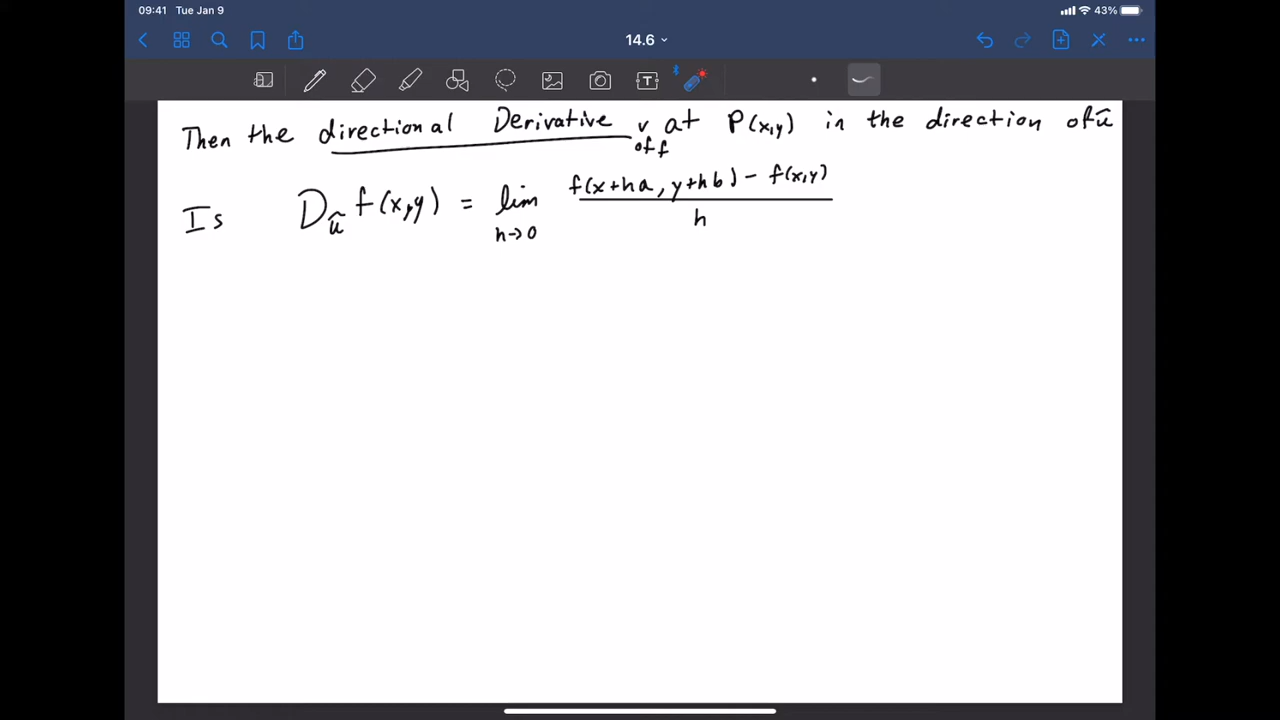 09:41 Tue Jan 9 43%
14.6
T
Then the directional Derivative of f at P(x,y) in the direction of û
Is D_û f(x,y) = lim h→0 f(x+ha, y+hb) - f(x,y) / h